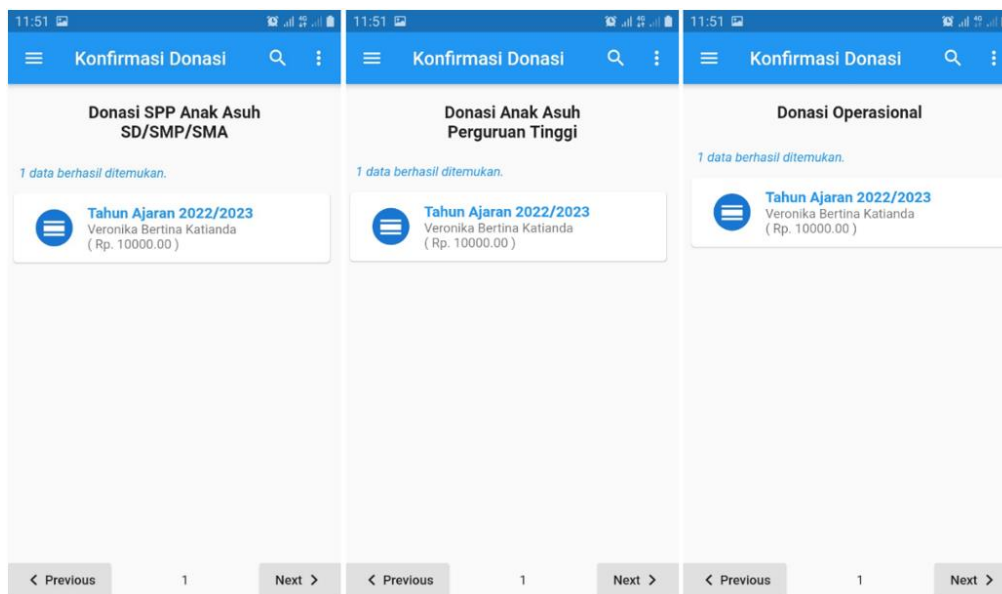 11:51
Konfirmasi Donasi
Donasi SPP Anak Asuh
SD/SMP/SMA
1 data berhasil ditemukan.
Tahun Ajaran 2022/2023
Veronika Bertina Katianda
( Rp. 10000.00 )
Previous 1 Next
11:51
Konfirmasi Donasi
Donasi Anak Asuh
Perguruan Tinggi
1 data berhasil ditemukan.
Tahun Ajaran 2022/2023
Veronika Bertina Katianda
( Rp. 10000.00 )
Previous 1 Next
11:51
Konfirmasi Donasi
Donasi Operasional
1 data berhasil ditemukan.
Tahun Ajaran 2022/2023
Veronika Bertina Katianda
( Rp. 10000.00 )
Previous 1 Next